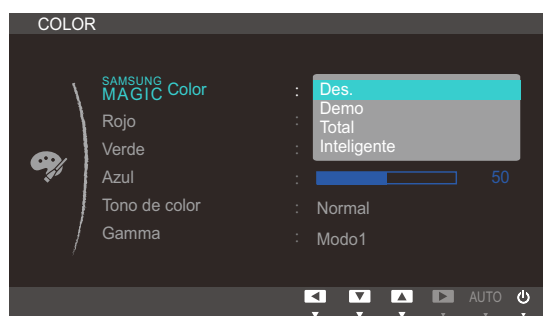 COLOR
SAMSUNG MAGIC Color : Des.
Demo
Rojo :
Total
Verde :
Inteligente
Azul : 50
Tono de color : Normal
Gamma : Modo1
AUTO